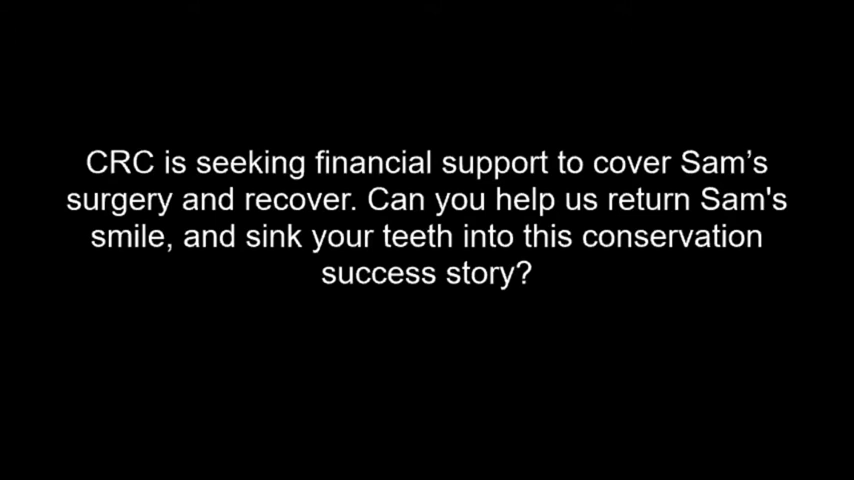 CRC is seeking financial support to cover Sam’s
surgery and recover. Can you help us return Sam's
smile, and sink your teeth into this conservation
success story?